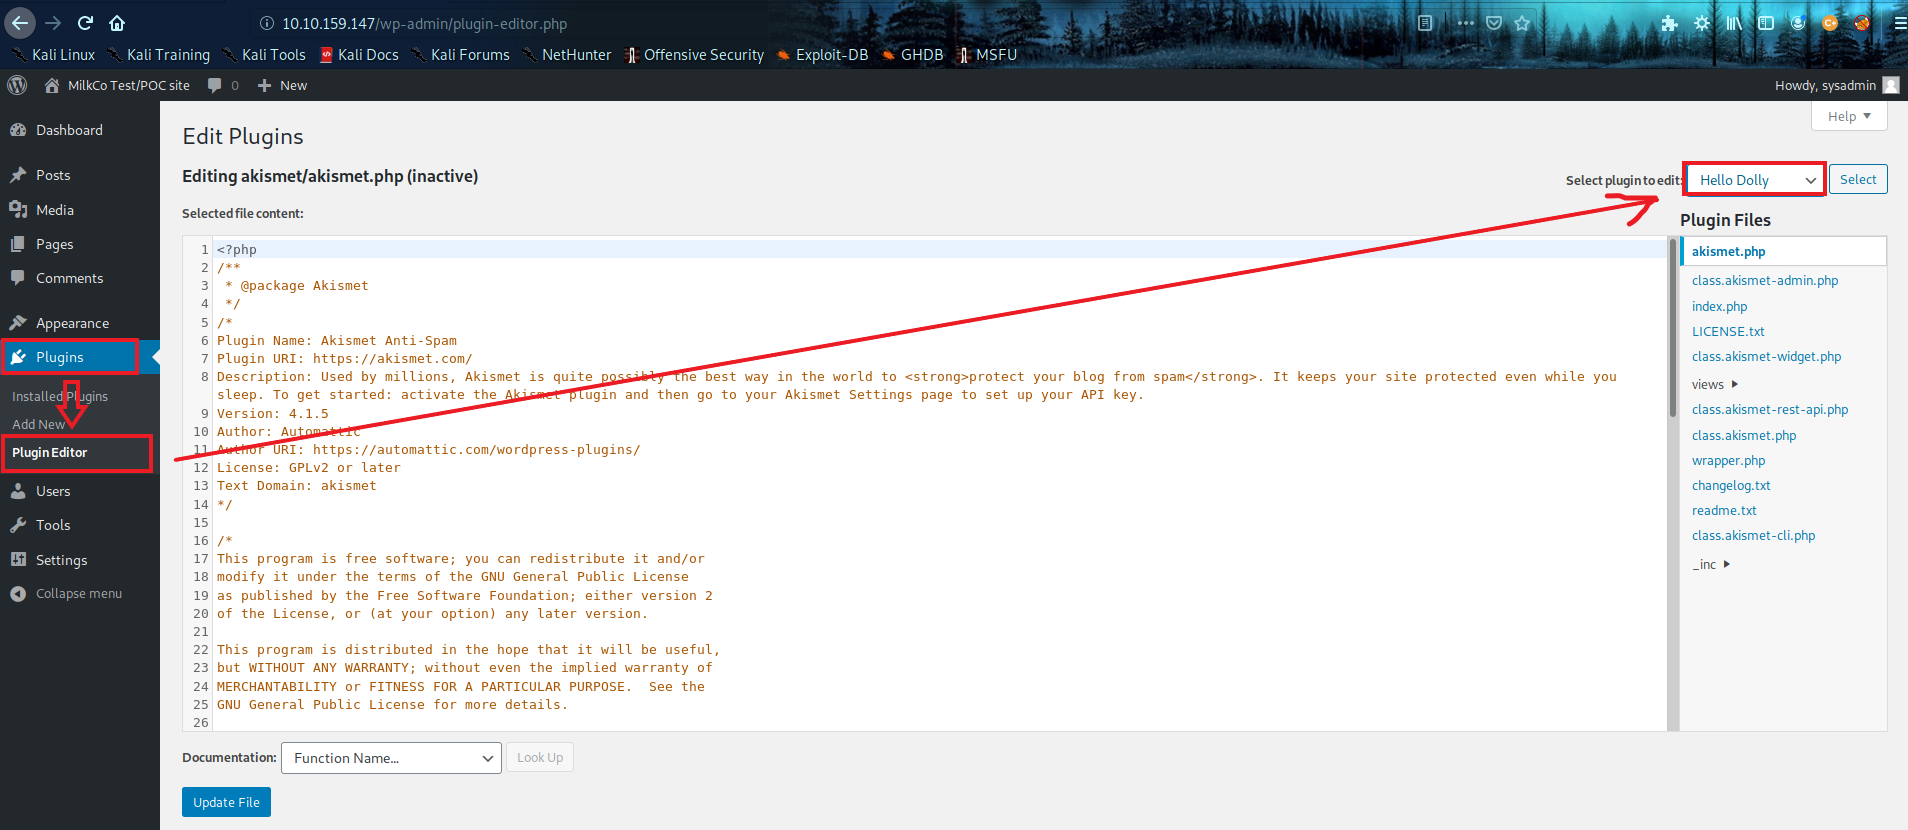 10.10.159.147/wp-admin/plugin-editor.php
Kali Linux Kali Training Kali Tools Kali Docs Kali Forums NetHunter Offensive Security Exploit-DB GHDB MSFU
MilkCo Test/POC site 0 New Howdy, sysadmin
Help
Dashboard
Posts
Media
Pages
Comments
Appearance
Plugins
Installed Plugins
Add New
Plugin Editor
Users
Tools
Settings
Collapse menu
Edit Plugins
Editing akismet/akismet.php (inactive)
Select plugin to edit: Hello Dolly Select
Selected file content:
1 <?php
2 /**
3 * @package Akismet
4 */
5 /*
6 Plugin Name: Akismet Anti-Spam
7 Plugin URI: https://akismet.com/
8 Description: Used by millions, Akismet is quite possibly the best way in the world to <strong>protect your blog from spam</strong>. It keeps your site protected even while you
sleep. To get started: activate the Akismet plugin and then go to your Akismet Settings page to set up your API key.
9 Version: 4.1.5
10 Author: Automattic
11 Author URI: https://automattic.com/wordpress-plugins/
12 License: GPLv2 or later
13 Text Domain: akismet
14 */
15
16 /*
17 This program is free software; you can redistribute it and/or
18 modify it under the terms of the GNU General Public License
19 as published by the Free Software Foundation; either version 2
20 of the License, or (at your option) any later version.
21
22 This program is distributed in the hope that it will be useful,
23 but WITHOUT ANY WARRANTY; without even the implied warranty of
24 MERCHANTABILITY or FITNESS FOR A PARTICULAR PURPOSE.  See the
25 GNU General Public License for more details.
26
Plugin Files
akismet.php
class.akismet-admin.php
index.php
LICENSE.txt
class.akismet-widget.php
views
class.akismet-rest-api.php
class.akismet.php
wrapper.php
changelog.txt
readme.txt
class.akismet-cli.php
_inc
Documentation: Function Name... Look Up
Update File